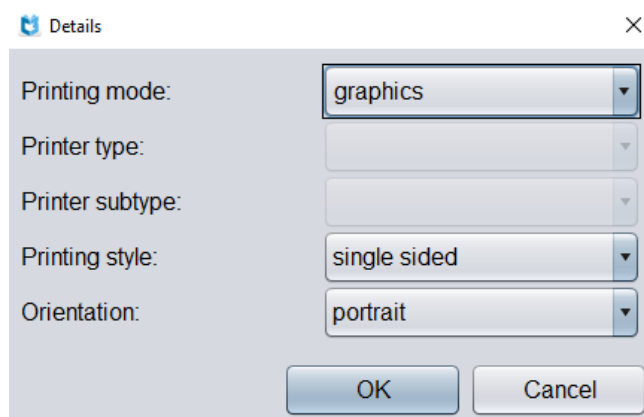 Details
Printing mode: graphics
Printer type:
Printer subtype:
Printing style: single sided
Orientation: portrait
OK Cancel